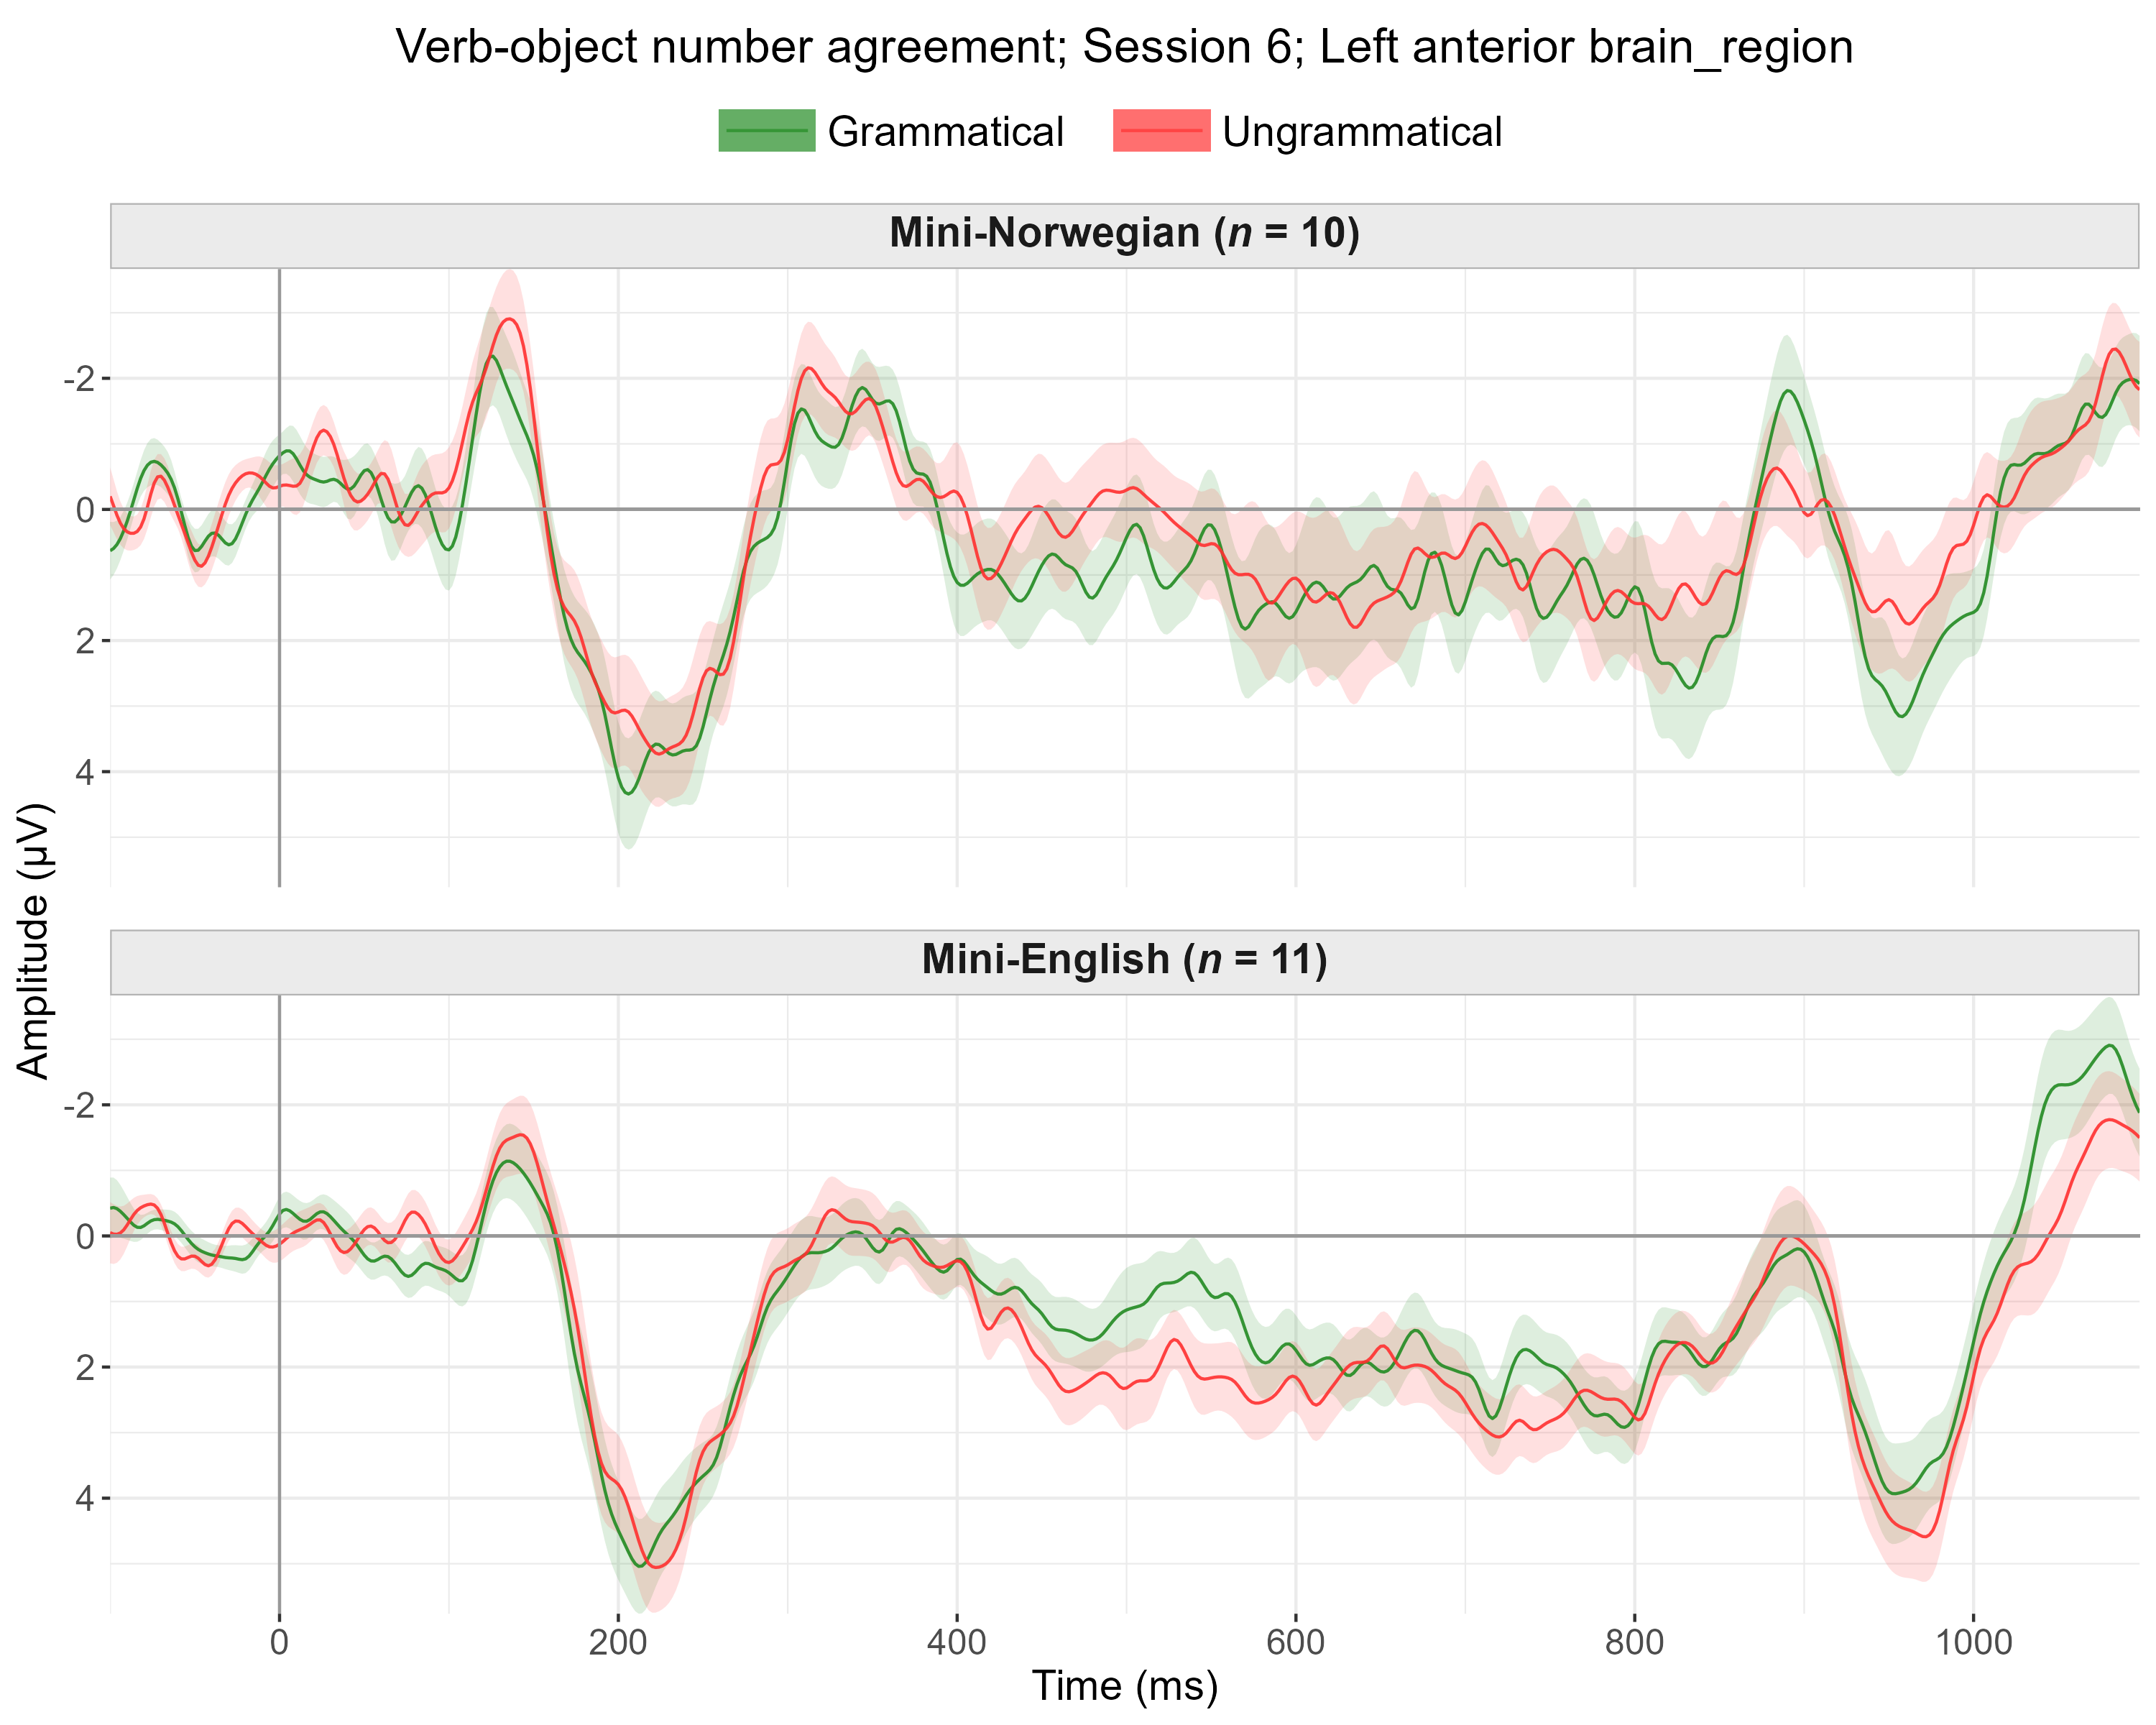 Verb-object number agreement; Session 6; Left anterior brain_region
Grammatical Ungrammatical
Mini-Norwegian (n = 10)
-2
0
2
4
Amplitude (µV)
Mini-English (n = 11)
-2
0
2
4
0 200 400 600 800 1000
Time (ms)